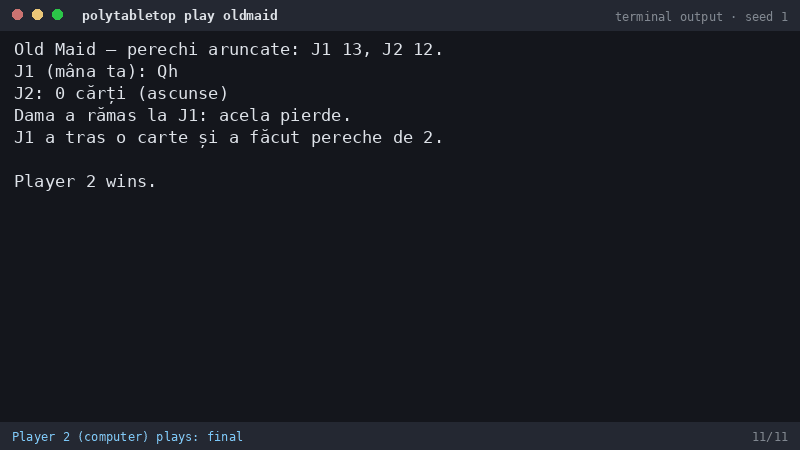 polytabletop play oldmaid
terminal output · seed 1
Old Maid — perechi aruncate: J1 13, J2 12.
J1 (mâna ta): Qh
J2: 0 cărți (ascunse)
Dama a rămas la J1: acela pierde.
J1 a tras o carte și a făcut pereche de 2.
Player 2 wins.
Player 2 (computer) plays: final
11/11